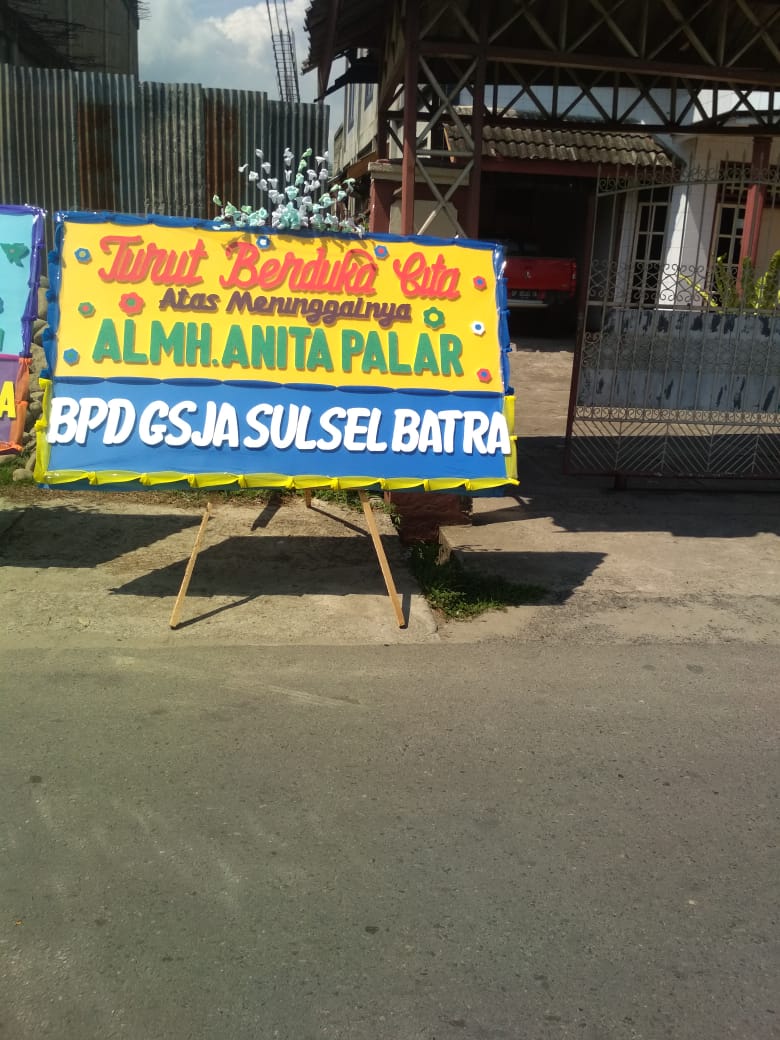 Turut Berduka Cita
Atas Meninggalnya
ALMH. ANITA PALAR
BPD GSJA SULSEL BATRA
A